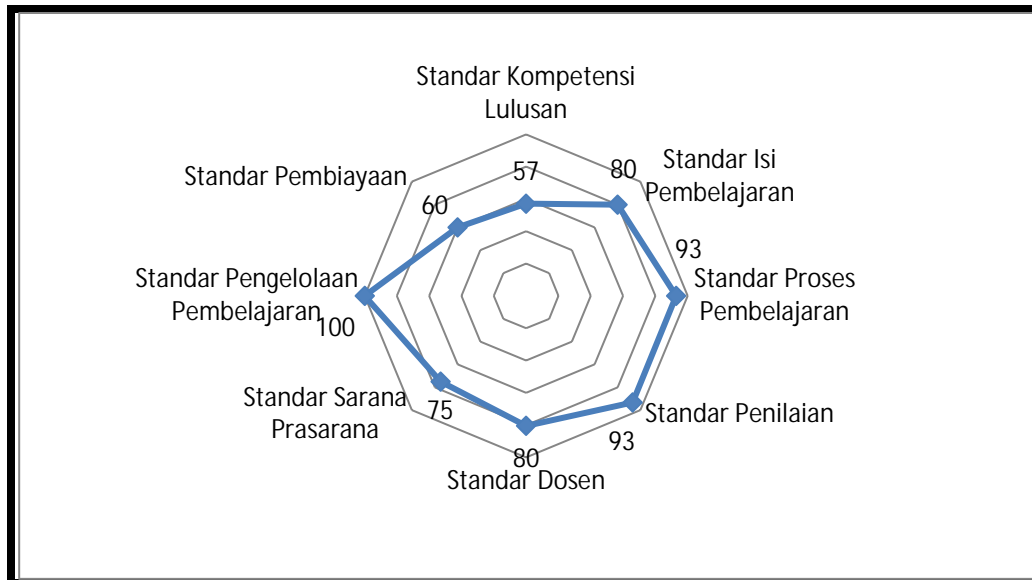 Standar Kompetensi
Lulusan
57
80
Standar Isi
Pembelajaran
93
Standar Proses
Pembelajaran
Standar Penilaian
93
80
Standar Dosen
Standar Sarana
Prasarana
75
Standar Pengelolaan
Pembelajaran
100
Standar Pembiayaan
60